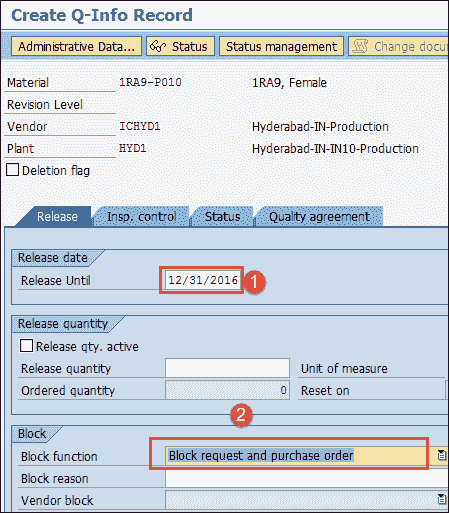 Create Q-Info Record
Administrative Data... Status Status management Change docu
Material 1RA9-P010 1RA9, Female
Revision Level
Vendor ICHYD1 Hyderabad-IN-Production
Plant HYD1 Hyderabad-IN-IN10-Production
Deletion flag
Release Insp. control Status Quality agreement
Release date
Release Until 12/31/2016 1
Release quantity
Release qty. active
Release quantity Unit of measure
Ordered quantity 0 Reset on
2
Block
Block function Block request and purchase order
Block reason
Vendor block